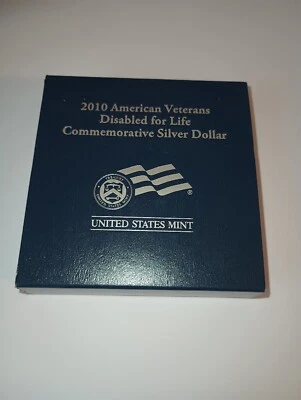 2010 American Veterans
Disabled for Life
Commemorative Silver Dollar
UNITED STATES MINT